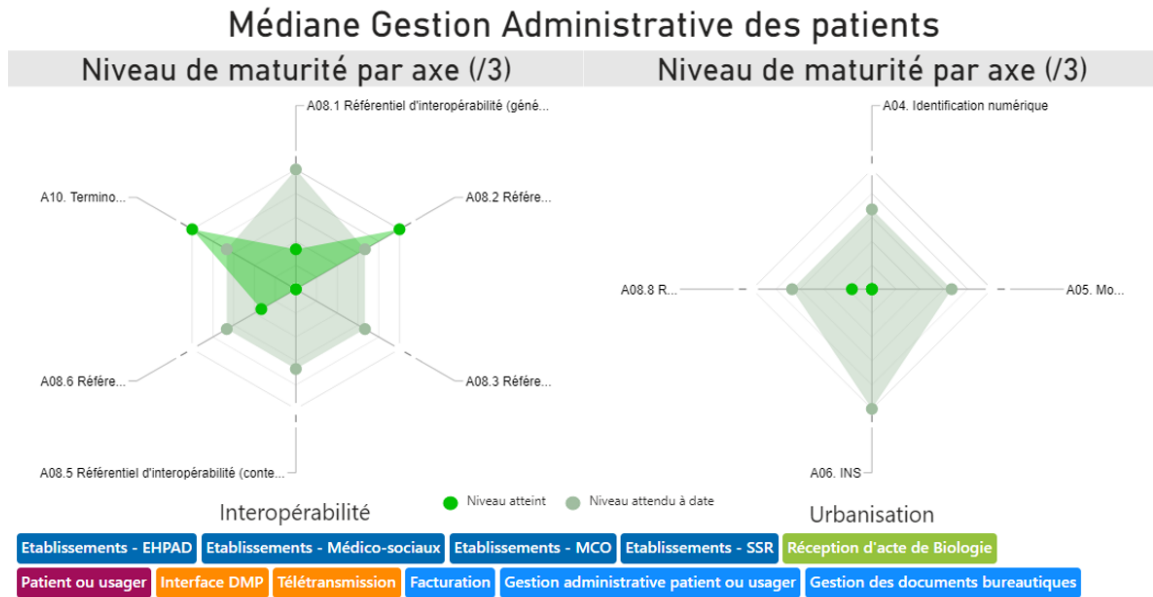 Médiane Gestion Administrative des patients
Niveau de maturité par axe (/3)
Niveau de maturité par axe (/3)
A08.1 Référentiel d'interopérabilité (géné...
A10. Termino...
A08.2 Référe...
A08.6 Référe...
A08.3 Référe...
A08.5 Référentiel d'interopérabilité (conte...
A04. Identification numérique
A08.8 R...
A05. Mo...
A06. INS
Niveau atteint
Niveau attendu à date
Interopérabilité
Urbanisation
Etablissements - EHPAD
Etablissements - Médico-sociaux
Etablissements - MCO
Etablissements - SSR
Réception d'acte de Biologie
Patient ou usager
Interface DMP
Télétransmission
Facturation
Gestion administrative patient ou usager
Gestion des documents bureautiques